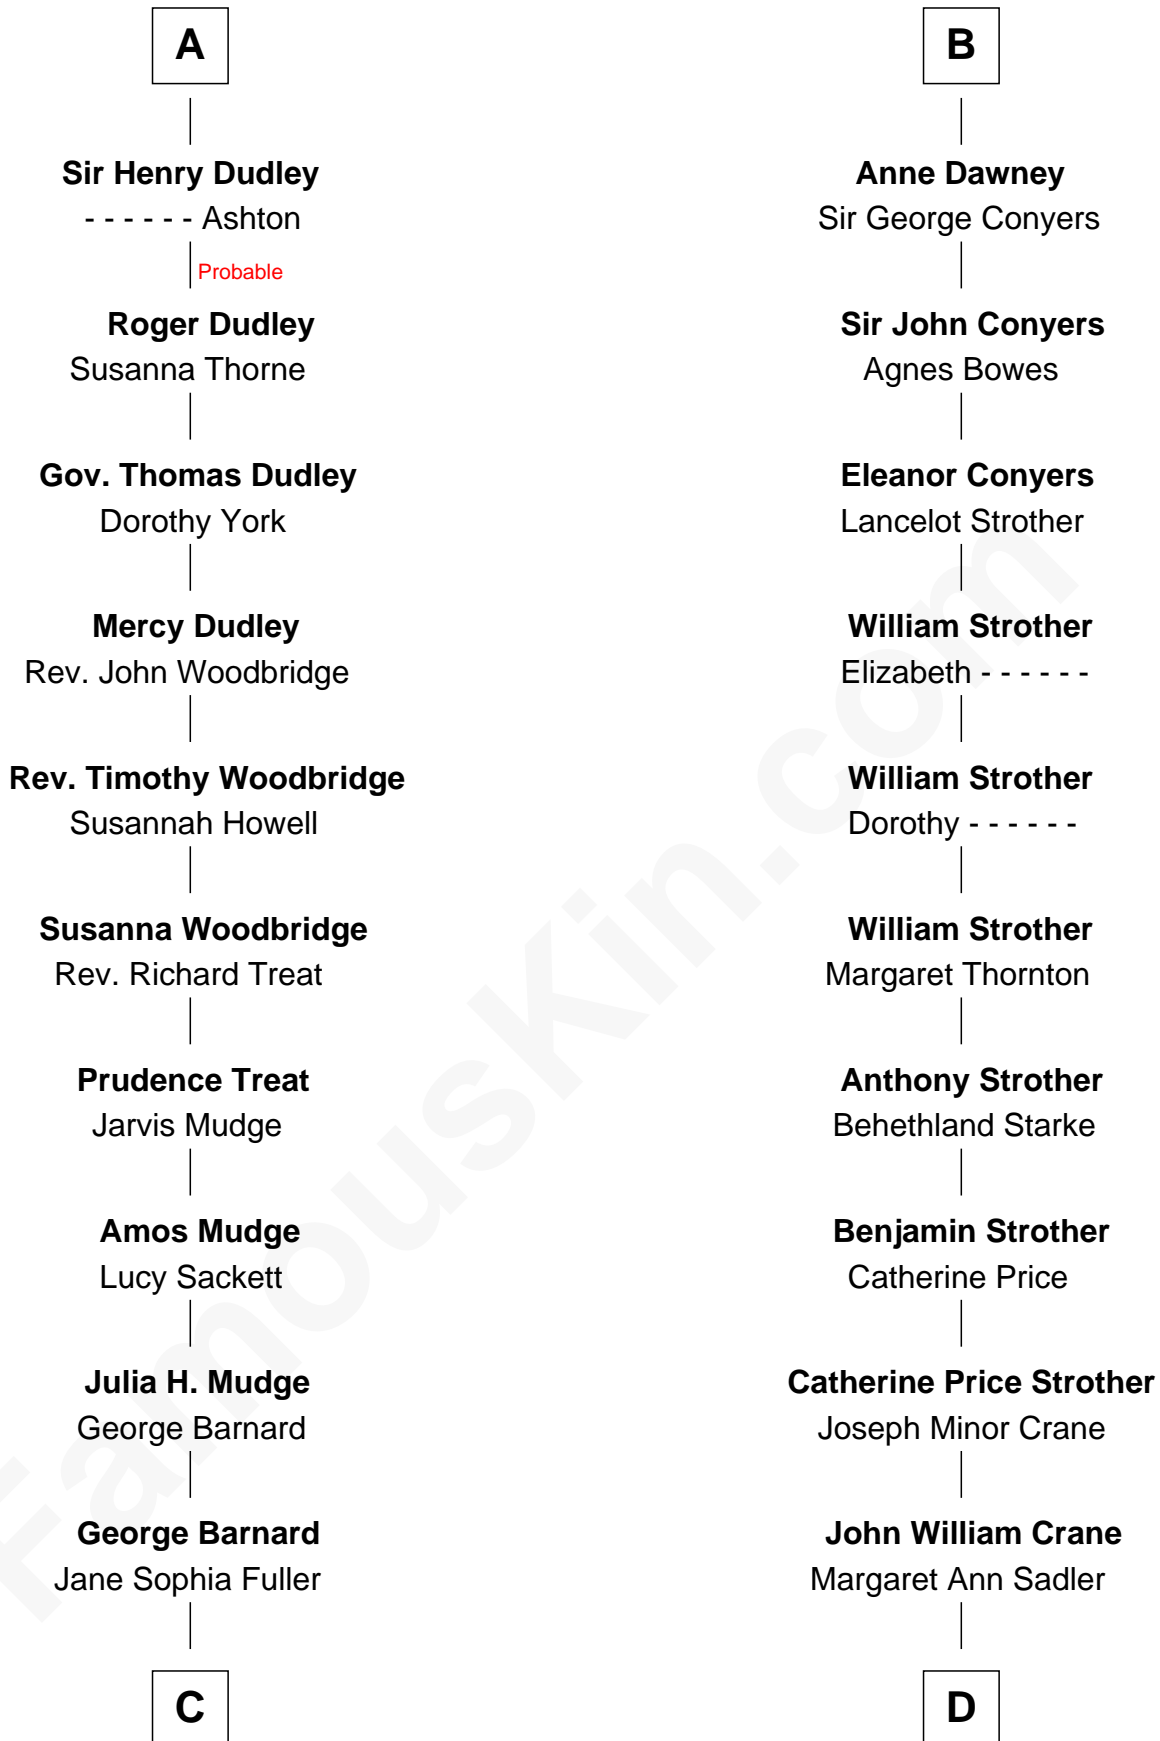 A
Sir Henry Dudley
- - - - - - Ashton
Probable
Roger Dudley
Susanna Thorne
Gov. Thomas Dudley
Dorothy York
Mercy Dudley
Rev. John Woodbridge
Rev. Timothy Woodbridge
Susannah Howell
Susanna Woodbridge
Rev. Richard Treat
Prudence Treat
Jarvis Mudge
Amos Mudge
Lucy Sackett
Julia H. Mudge
George Barnard
George Barnard
Jane Sophia Fuller
C
B
Anne Dawney
Sir George Conyers
Sir John Conyers
Agnes Bowes
Eleanor Conyers
Lancelot Strother
William Strother
Elizabeth - - - - - -
William Strother
Dorothy - - - - - -
William Strother
Margaret Thornton
Anthony Strother
Behethland Starke
Benjamin Strother
Catherine Price
Catherine Price Strother
Joseph Minor Crane
John William Crane
Margaret Ann Sadler
D
FamousKin.com